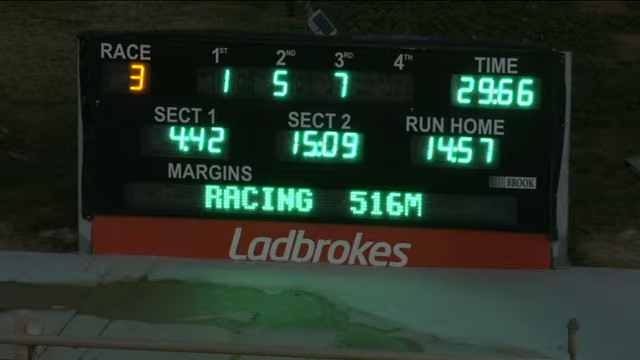 RACE 1ST 2ND 3RD 4TH TIME
3 1 5 7 29:66
SECT 1 SECT 2 RUN HOME
4:42 15:09 14:57
MARGINS BROOK
RACING 516M
Ladbrokes